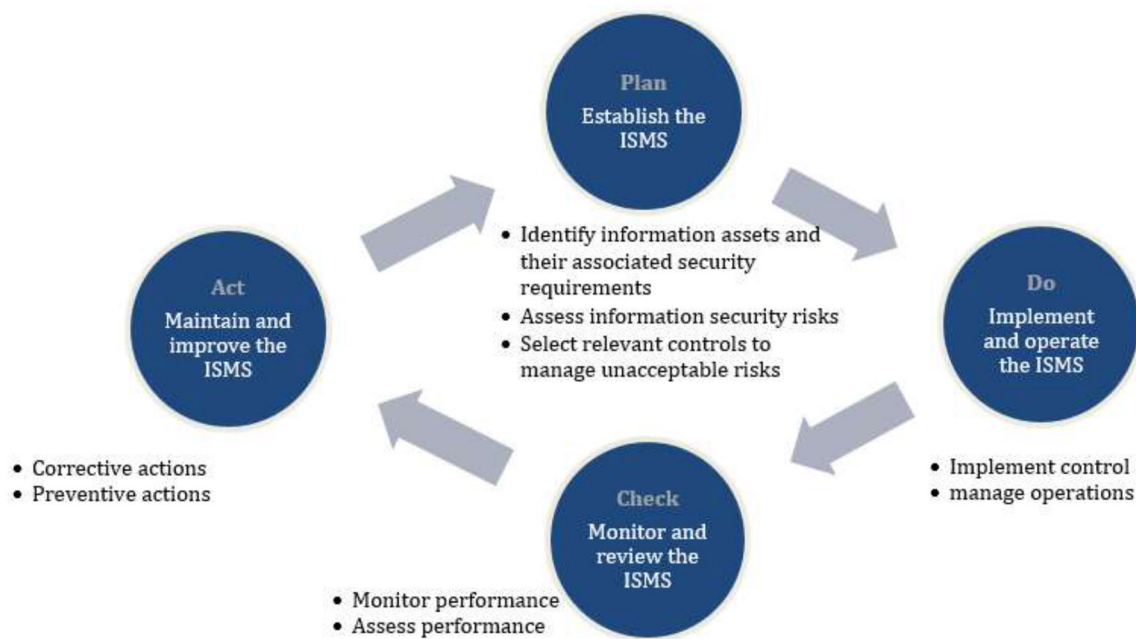 Plan
Establish the
ISMS
• Identify information assets and
their associated security
requirements
• Assess information security risks
• Select relevant controls to
manage unacceptable risks
Do
Implement
and operate
the ISMS
• Implement control
• manage operations
Check
Monitor and
review the
ISMS
• Monitor performance
• Assess performance
Act
Maintain and
improve the
ISMS
• Corrective actions
• Preventive actions